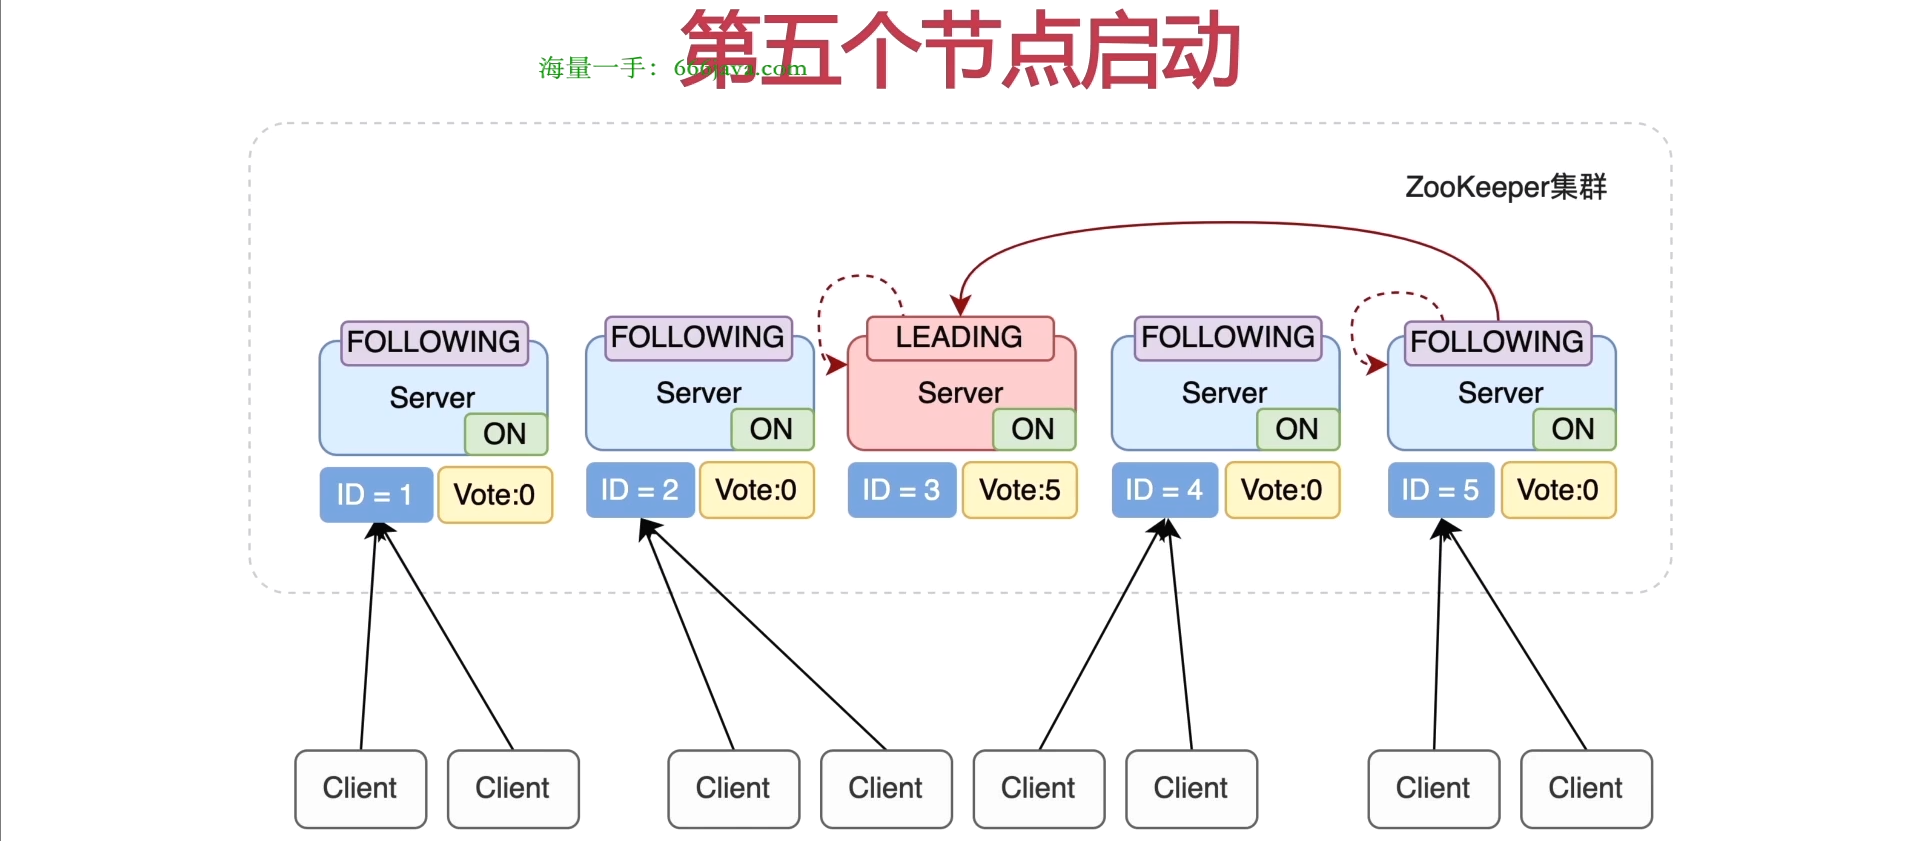 第五个节点启动
海量一手：666java.com
ZooKeeper集群
FOLLOWING
Server
ON
ID = 1
Vote:0
FOLLOWING
Server
ON
ID = 2
Vote:0
LEADING
Server
ON
ID = 3
Vote:5
FOLLOWING
Server
ON
ID = 4
Vote:0
FOLLOWING
Server
ON
ID = 5
Vote:0
Client
Client
Client
Client
Client
Client
Client
Client